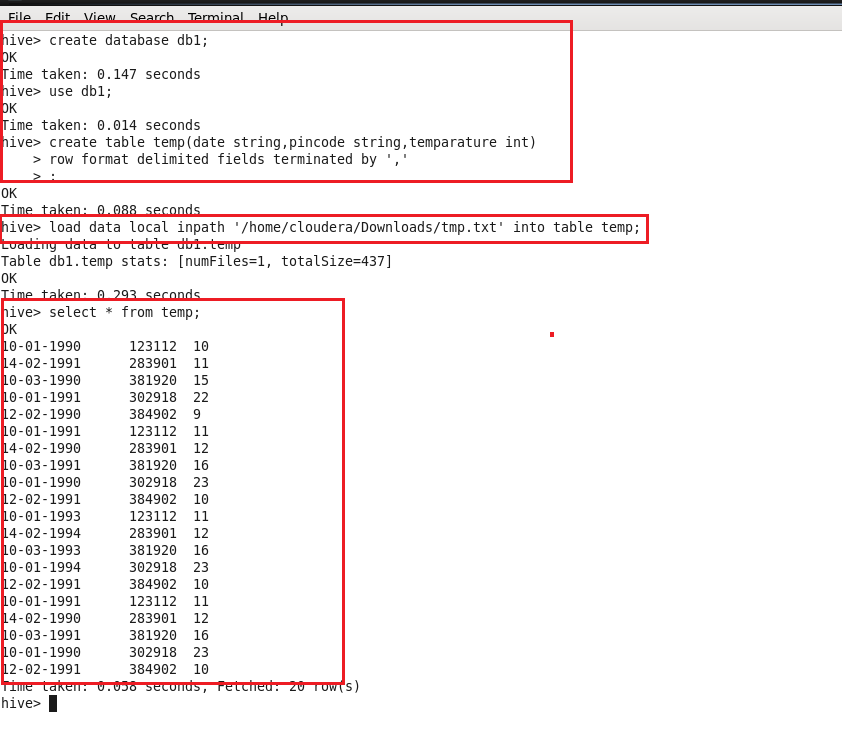 File Edit View Search Terminal Help
hive> create database db1;
OK
Time taken: 0.147 seconds
hive> use db1;
OK
Time taken: 0.014 seconds
hive> create table temp(date string,pincode string,temparature int)
    > row format delimited fields terminated by ','
    > ;
OK
Time taken: 0.088 seconds
hive> load data local inpath '/home/cloudera/Downloads/tmp.txt' into table temp;
Loading data to table db1.temp
Table db1.temp stats: [numFiles=1, totalSize=437]
OK
Time taken: 0.293 seconds
hive> select * from temp;
OK
10-01-1990	123112	10
14-02-1991	283901	11
10-03-1990	381920	15
10-01-1991	302918	22
12-02-1990	384902	9
10-01-1991	123112	11
14-02-1990	283901	12
10-03-1991	381920	16
10-01-1990	302918	23
12-02-1991	384902	10
10-01-1993	123112	11
14-02-1994	283901	12
10-03-1993	381920	16
10-01-1994	302918	23
12-02-1991	384902	10
10-01-1991	123112	11
14-02-1990	283901	12
10-03-1991	381920	16
10-01-1990	302918	23
12-02-1991	384902	10
Time taken: 0.058 seconds, Fetched: 20 row(s)
hive>